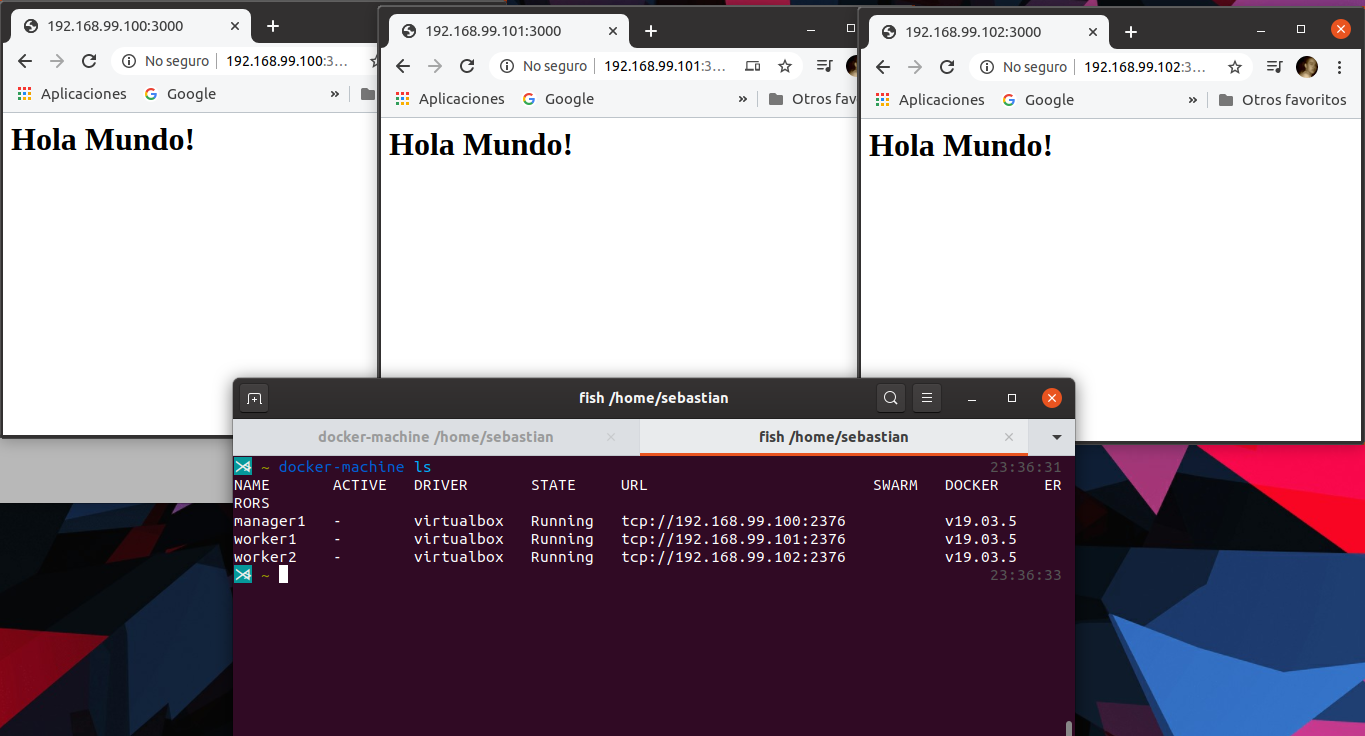 192.168.99.100:3000
No seguro 192.168.99.100:3...
Aplicaciones Google »
Hola Mundo!
192.168.99.101:3000
No seguro 192.168.99.101:3...
Aplicaciones Google » Otros fav
Hola Mundo!
192.168.99.102:3000
No seguro 192.168.99.102:3...
Aplicaciones Google » Otros favoritos
Hola Mundo!
fish /home/sebastian
docker-machine /home/sebastian
fish /home/sebastian
~ docker-machine ls 23:36:31
NAME ACTIVE DRIVER STATE URL SWARM DOCKER ER
RORS
manager1 - virtualbox Running tcp://192.168.99.100:2376 v19.03.5
worker1 - virtualbox Running tcp://192.168.99.101:2376 v19.03.5
worker2 - virtualbox Running tcp://192.168.99.102:2376 v19.03.5
~ 23:36:33